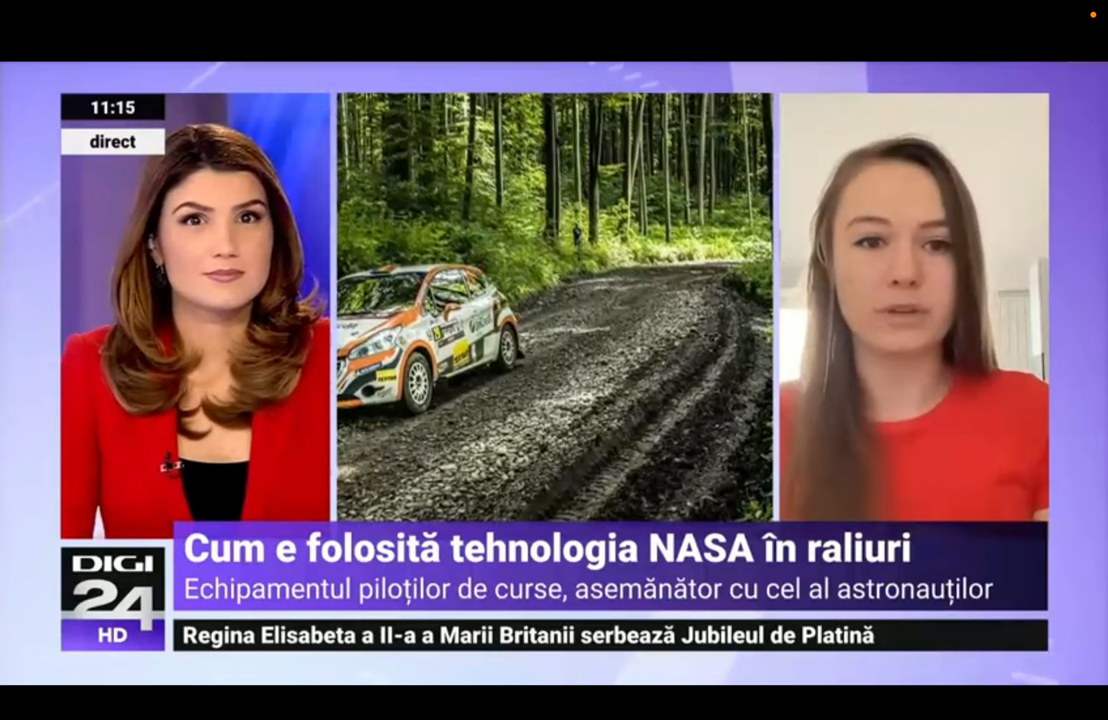 11:15
direct
Cum e folosită tehnologia NASA în raliuri
Echipamentul piloților de curse, asemănător cu cel al astronauților
DIGI
24
HD
Regina Elisabeta a II-a a Marii Britanii serbează Jubileul de Platină